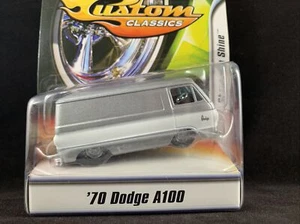 Custom
CLASSICS
Shine
'70 Dodge A100